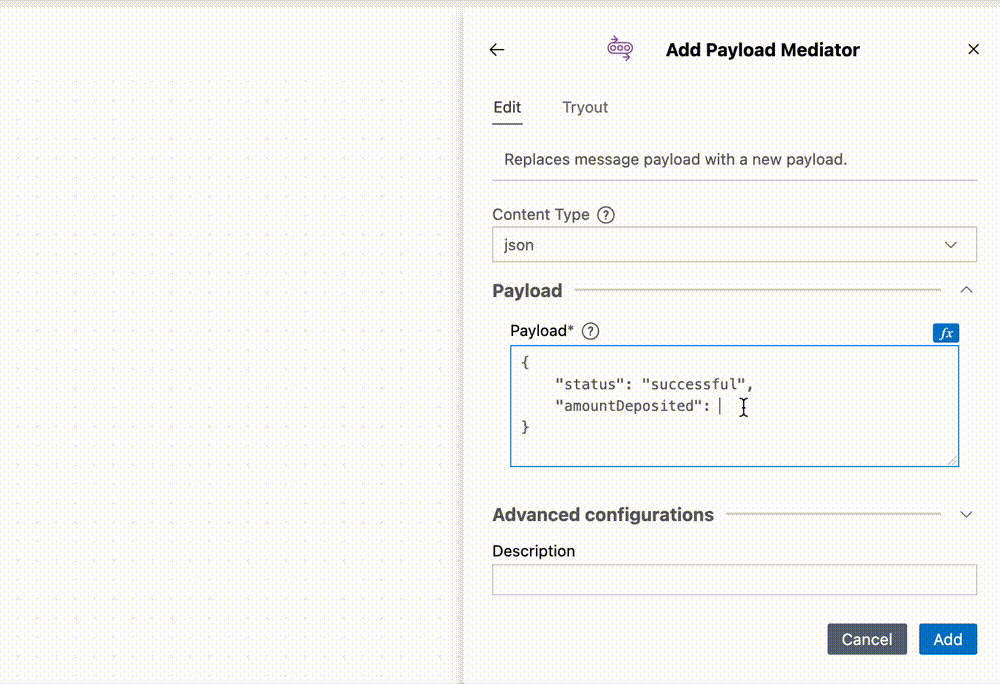 Add Payload Mediator
Edit Tryout
Replaces message payload with a new payload.
Content Type ?
json
Payload
Payload* ?
fx
{
    "status": "successful",
    "amountDeposited":
}
Advanced configurations
Description
Cancel Add